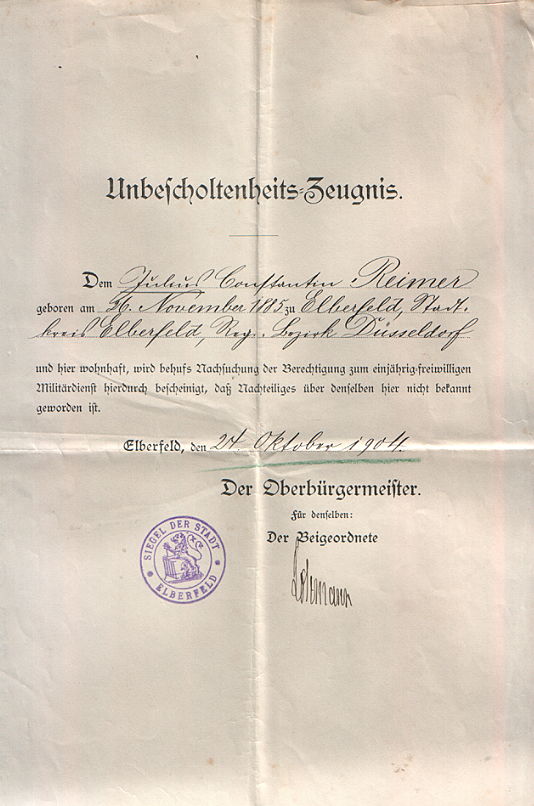 Unbeſcholtenheits-Zeugnis.
Dem Julius Constantin Reimer
geboren am 26. November 1885 zu Elberfeld, Stadt-
kreis Elberfeld, Reg. Bezirk Düsseldorf
und hier wohnhaft, wird behufs Nachſuchung der Berechtigung zum einjährig-freiwilligen
Militärdienſt hierdurch beſcheinigt, daß Nachteiliges über denſelben hier nicht bekannt
geworden iſt.
Elberfeld, den 24. Oktober 1904.
Der Oberbürgermeiſter.
Für denſelben:
Der Beigeordnete
SIEGEL DER STADT
ELBERFELD